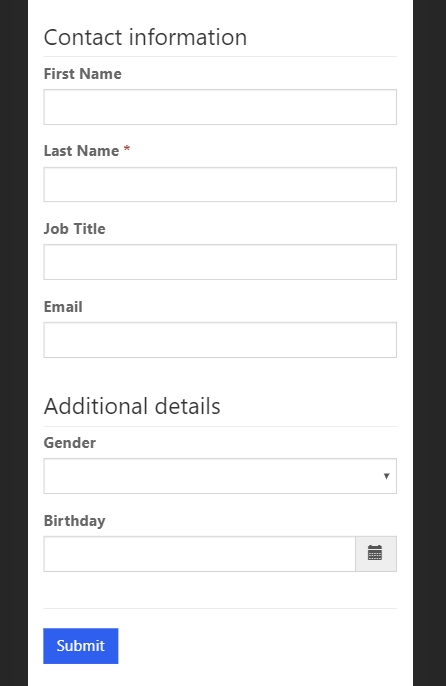 Contact information
First Name
Last Name *
Job Title
Email
Additional details
Gender
Birthday
Submit